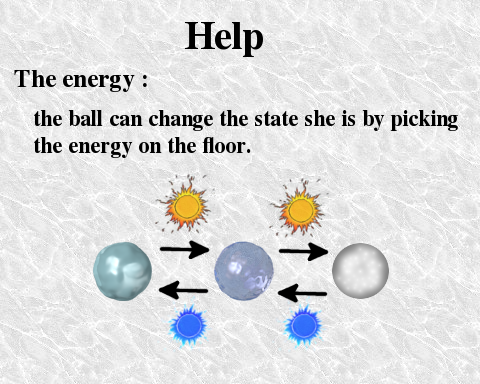 Help
The energy :
the ball can change the state she is by picking
the energy on the floor.